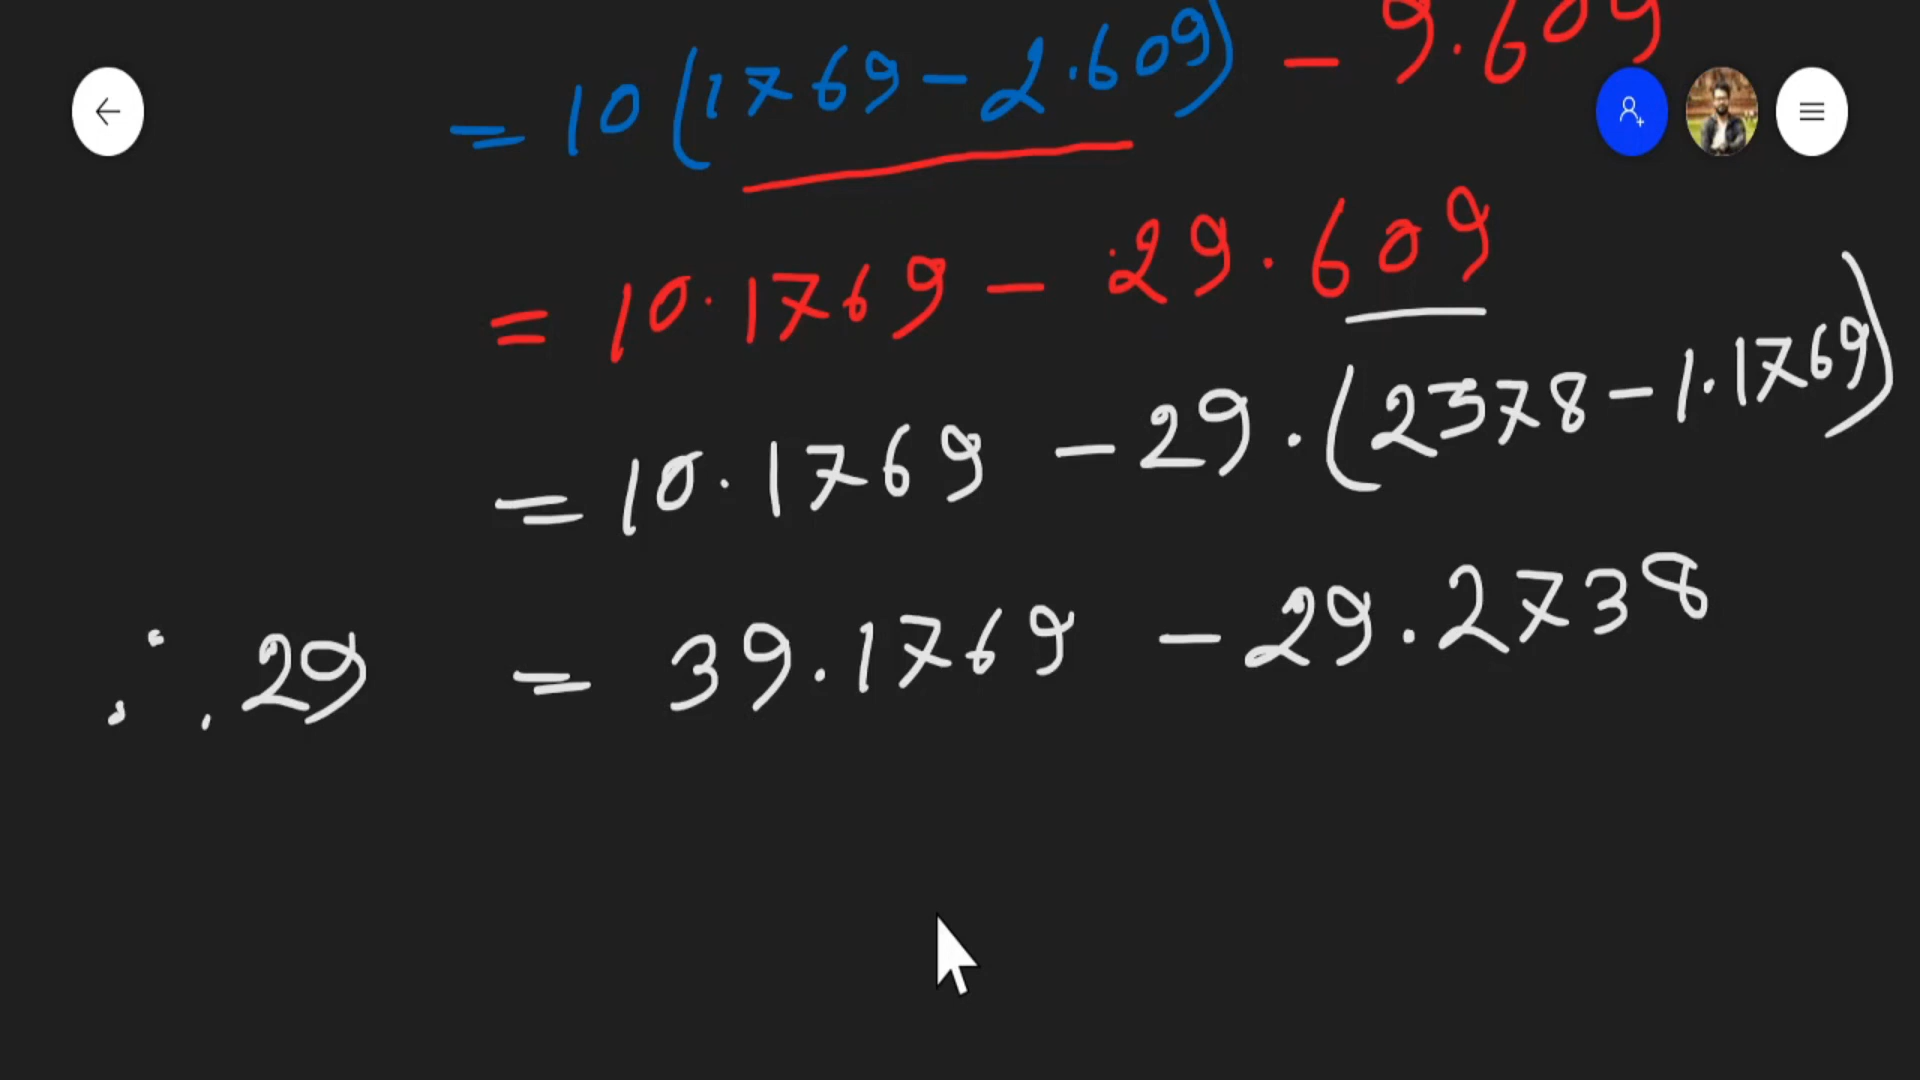 = 10(1769-2.609) - 9.609
= 10.1769 - 29.609
= 10.1769 - 29.(2378-1.1769)
∴ 29 = 39.1769 - 29.2738